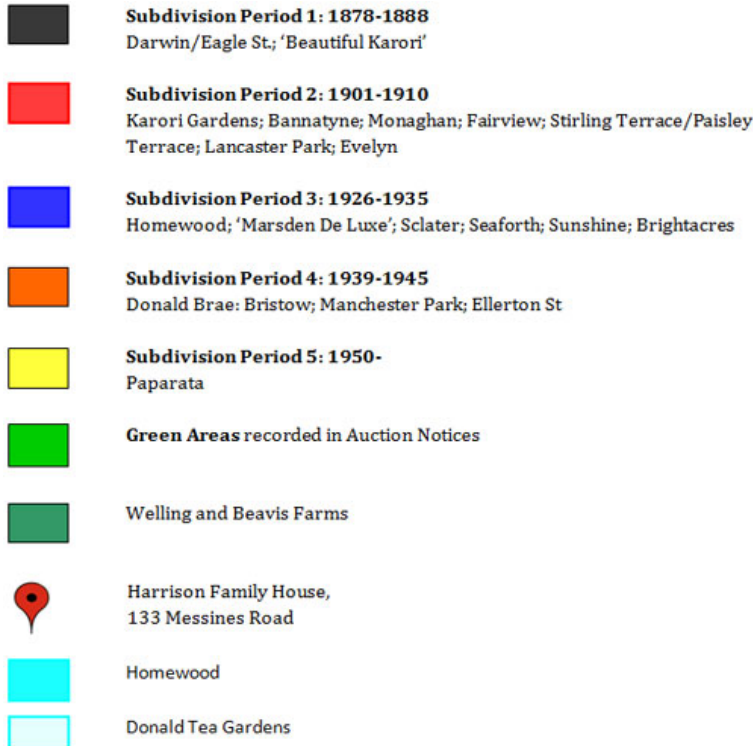 Subdivision Period 1: 1878-1888
Darwin/Eagle St.; ‘Beautiful Karori’
Subdivision Period 2: 1901-1910
Karori Gardens; Bannatyne; Monaghan; Fairview; Stirling Terrace/Paisley
Terrace; Lancaster Park; Evelyn
Subdivision Period 3: 1926-1935
Homewood; ‘Marsden De Luxe’; Sclater; Seaforth; Sunshine; Brightacres
Subdivision Period 4: 1939-1945
Donald Brae: Bristow; Manchester Park; Ellerton St
Subdivision Period 5: 1950-
Paparata
Green Areas recorded in Auction Notices
Welling and Beavis Farms
Harrison Family House,
133 Messines Road
Homewood
Donald Tea Gardens